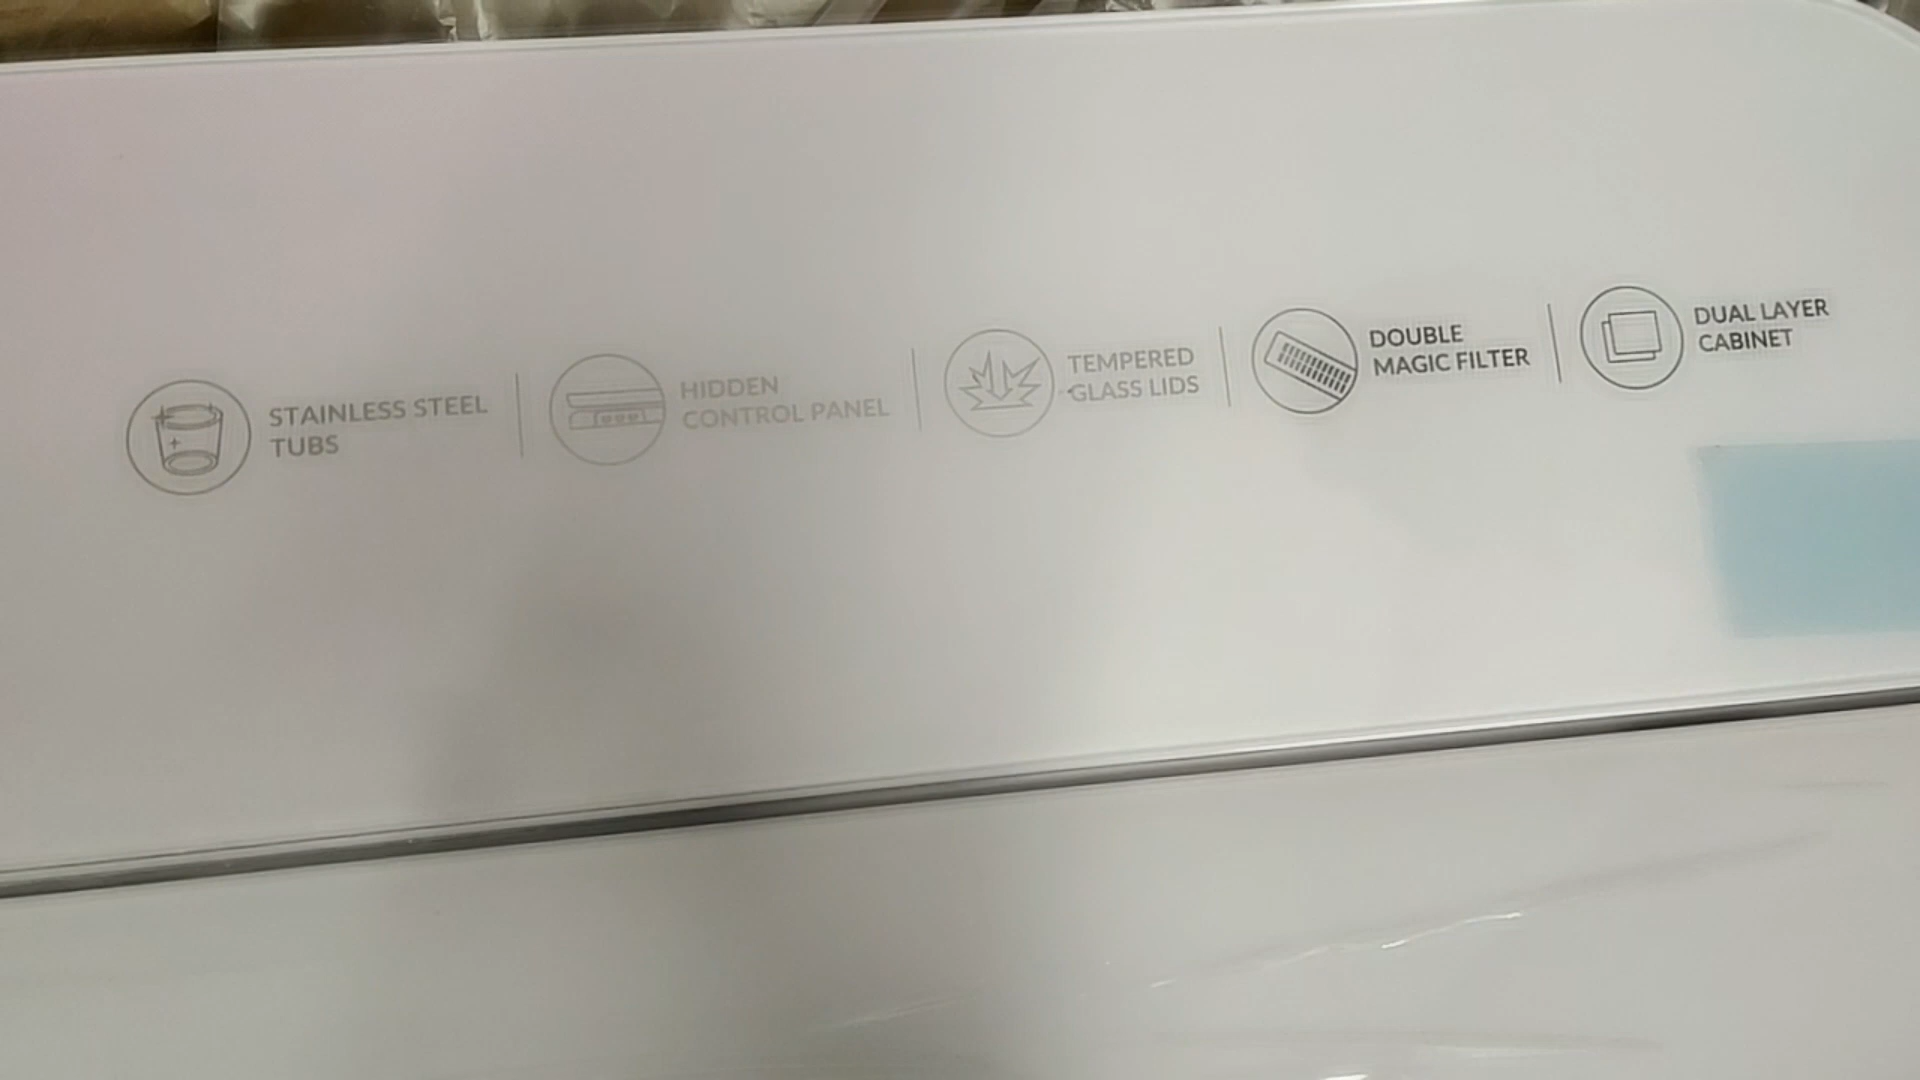 STAINLESS STEEL
TUBS
HIDDEN
CONTROL PANEL
TEMPERED
GLASS LIDS
DOUBLE
MAGIC FILTER
DUAL LAYER
CABINET